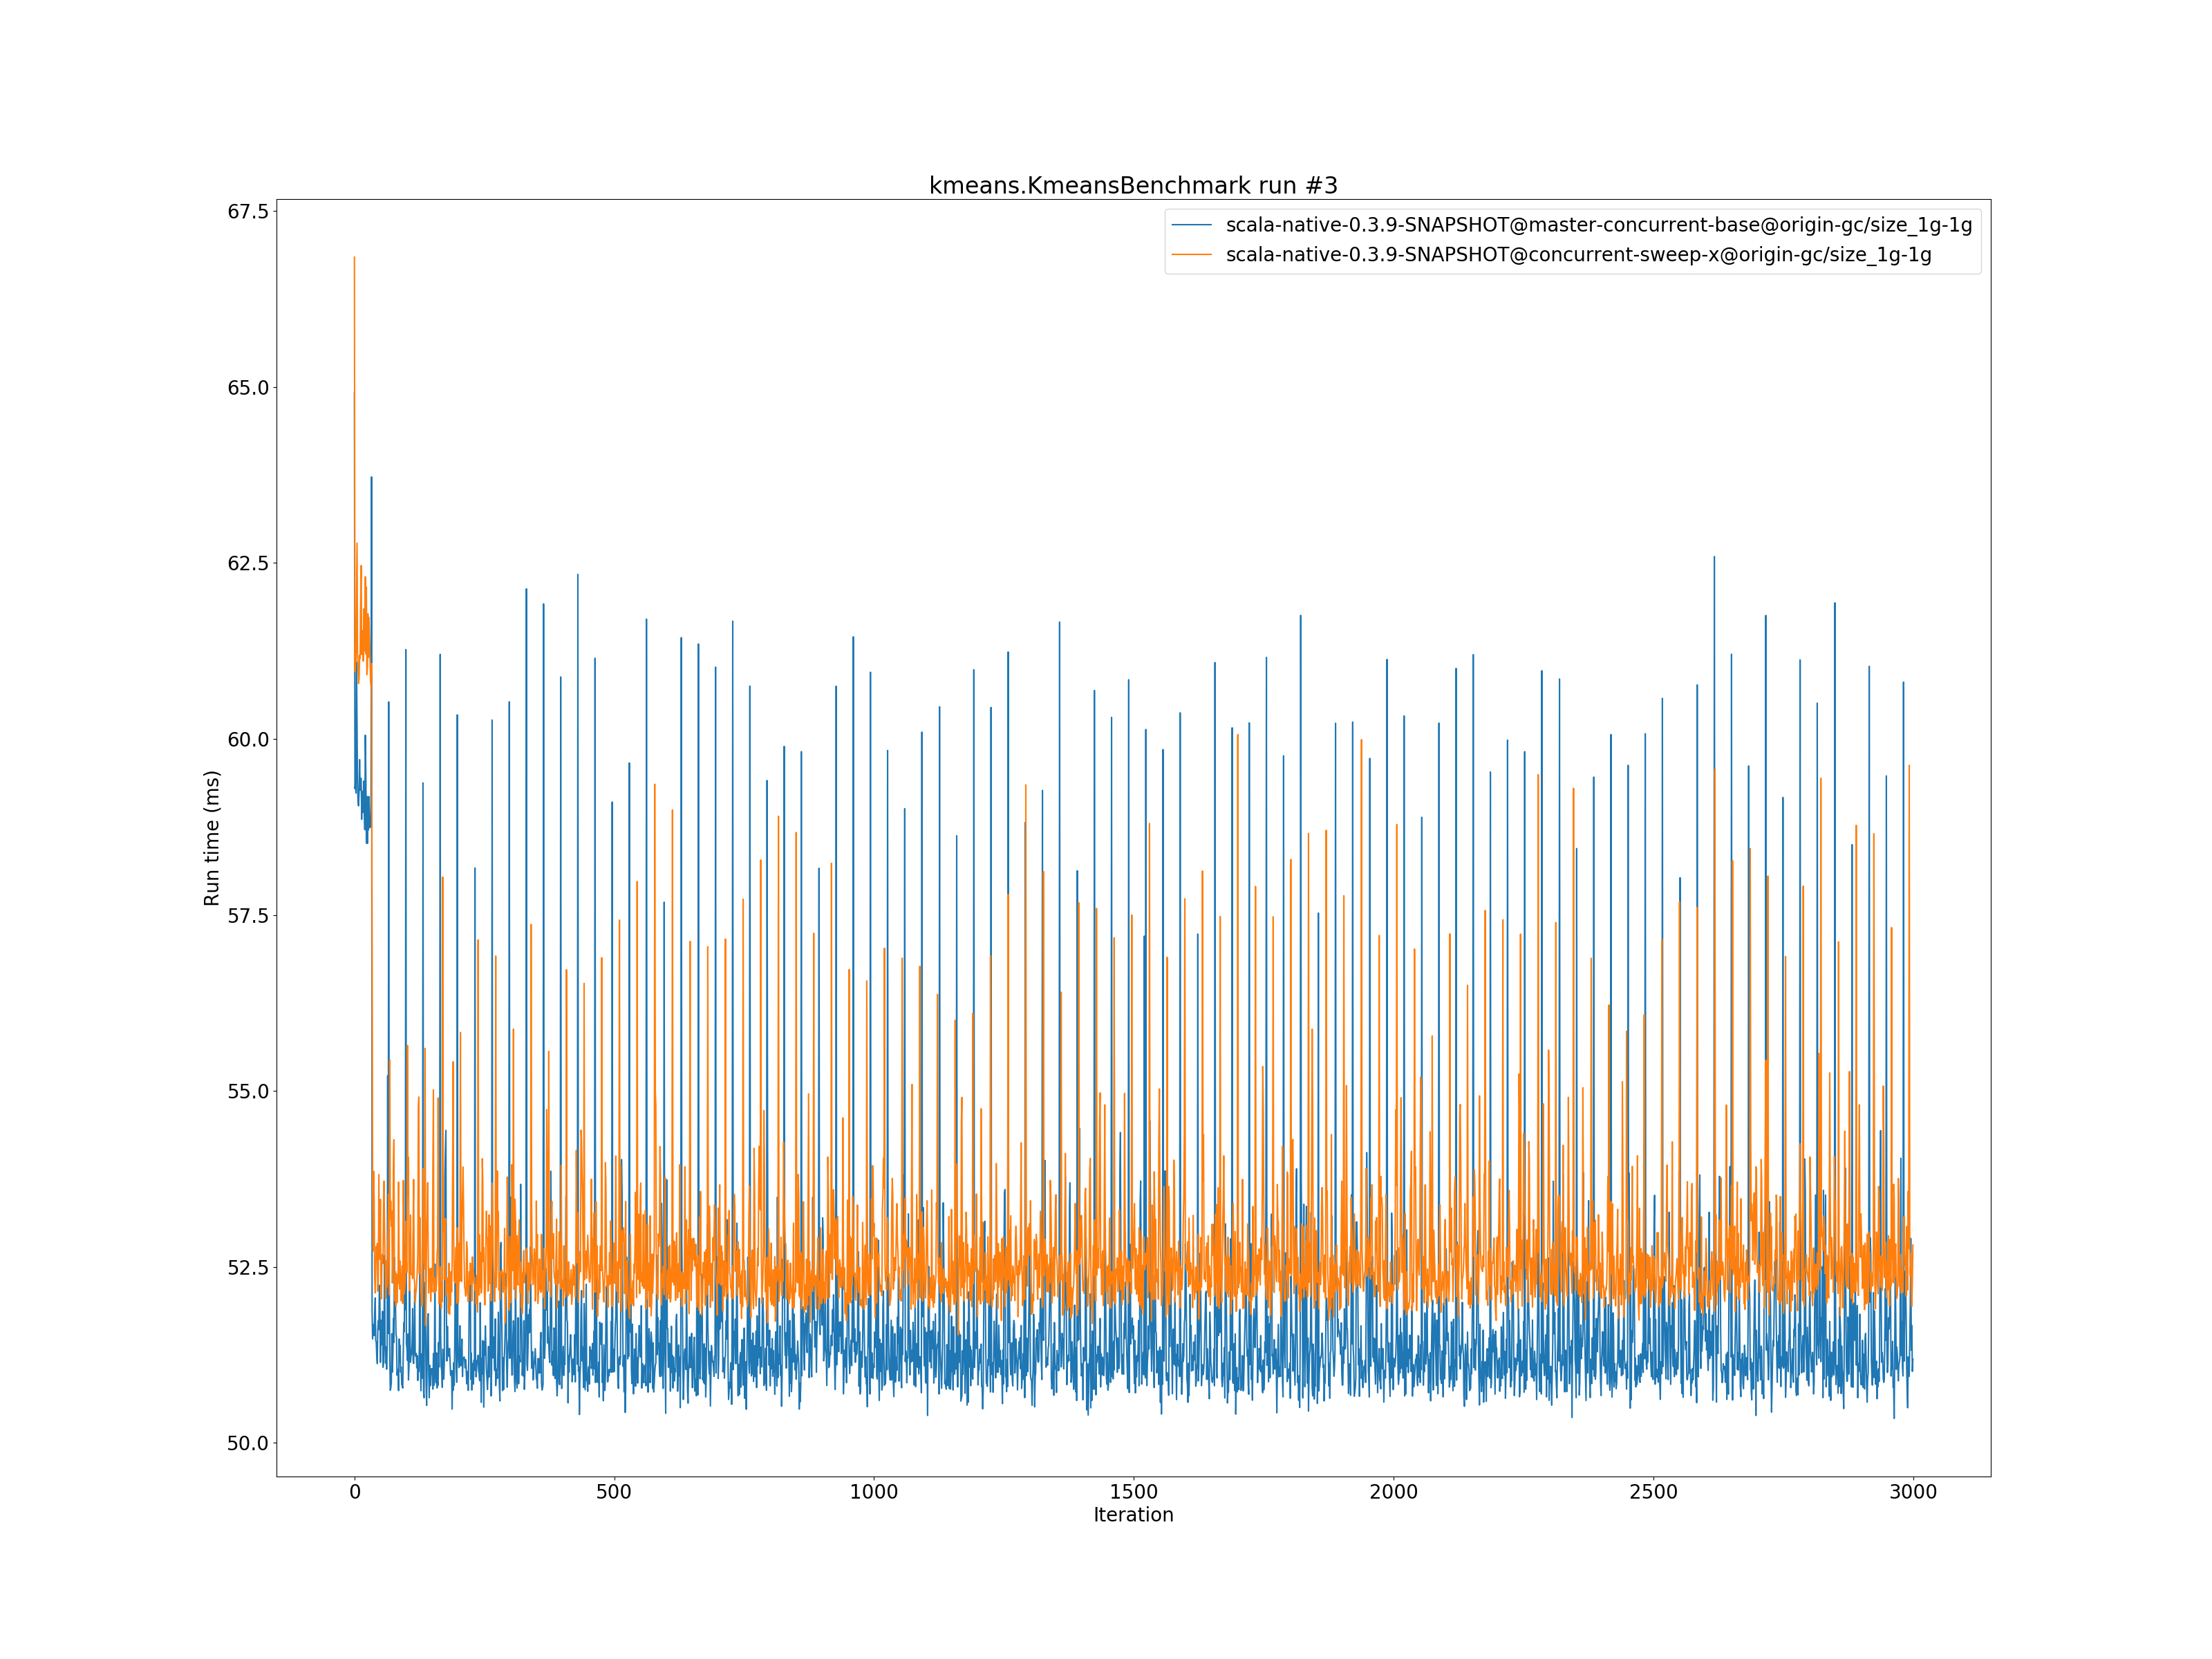 kmeans.KmeansBenchmark run #3
scala-native-0.3.9-SNAPSHOT@master-concurrent-base@origin-gc/size_1g-1g
scala-native-0.3.9-SNAPSHOT@concurrent-sweep-x@origin-gc/size_1g-1g
67.5
65.0
62.5
60.0
57.5
55.0
52.5
50.0
Run time (ms)
0 500 1000 1500 2000 2500 3000
Iteration